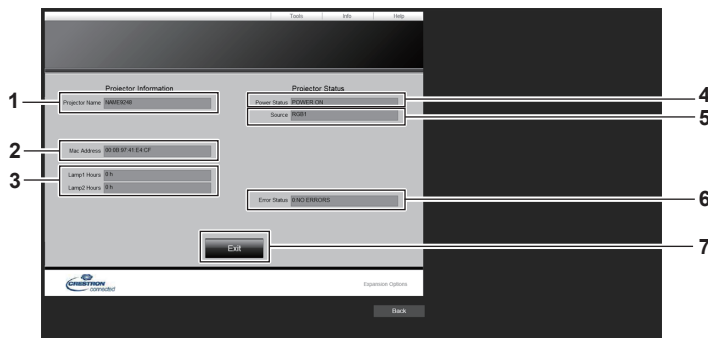 Tools Info Help
Projector Information Projector Status
1 Projector Name NAME9248 Power Status POWER ON 4
Source RGB1 5
2 Mac Address 00:0B:97:41:E4:CF
3 Lamp1 Hours 0 h
Lamp2 Hours 0 h
Error Status 0:NO ERRORS 6
Exit 7
CRESTRON connected Expansion Options
Back